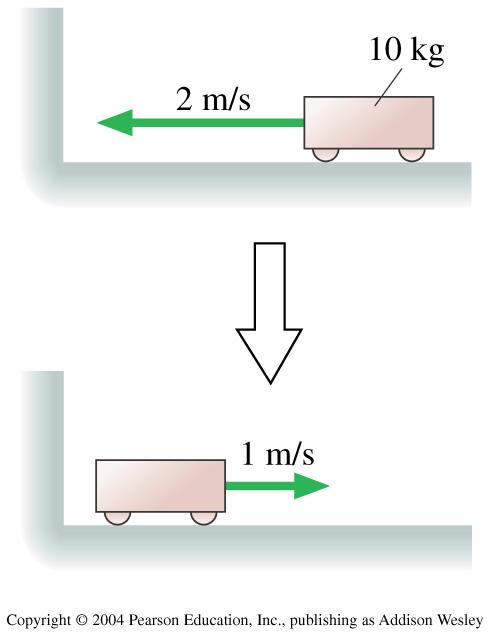 10 kg
2 m/s
1 m/s
Copyright © 2004 Pearson Education, Inc., publishing as Addison Wesley